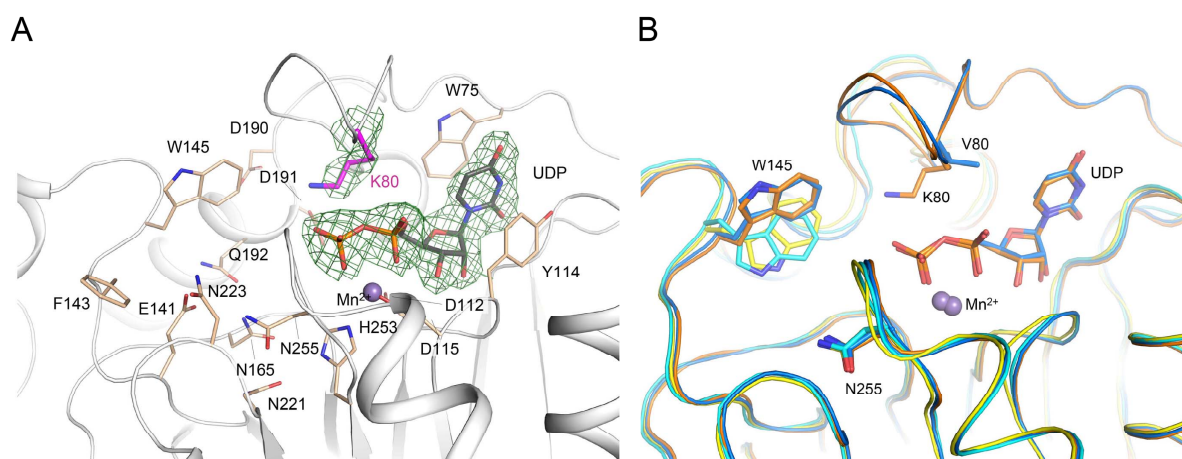 A
B
W75
D190
W145
D191
K80
UDP
Q192
Y114
F143
E141
N223
Mn²⁺
D112
H253
N255
D115
N165
N221
V80
W145
K80
UDP
Mn²⁺
N255